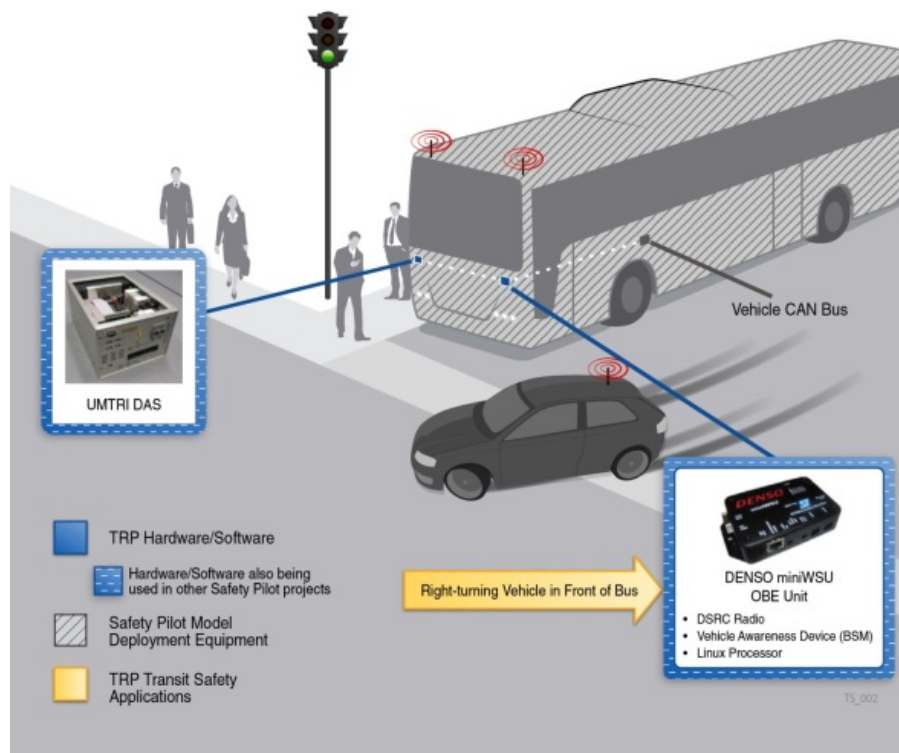 Vehicle CAN Bus
UMTRI DAS
DENSO
TRP Hardware/Software
Hardware/Software also being
used in other Safety Pilot projects
Safety Pilot Model
Deployment Equipment
TRP Transit Safety
Applications
Right-turning Vehicle in Front of Bus
DENSO miniWSU
OBE Unit
• DSRC Radio
• Vehicle Awareness Device (BSM)
• Linux Processor
TS_002